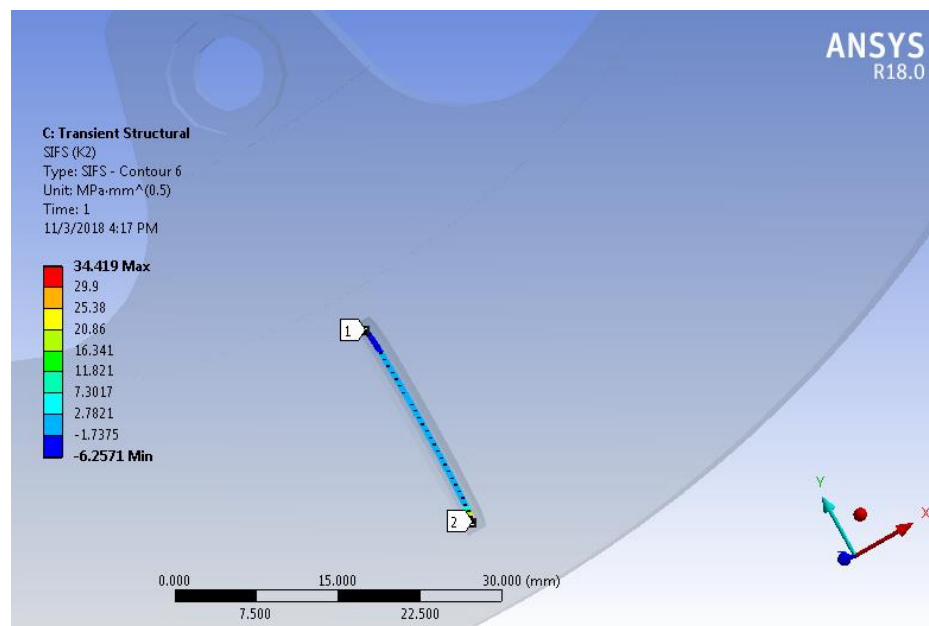 ANSYS
R18.0
C: Transient Structural
SIFS (K2)
Type: SIFS - Contour 6
Unit: MPa·mm^(0.5)
Time: 1
11/3/2018 4:17 PM
34.419 Max
29.9
25.38
20.86
16.341
11.821
7.3017
2.7821
-1.7375
-6.2571 Min
1
2
Y
X
Z
0.000 15.000 30.000 (mm)
7.500 22.500